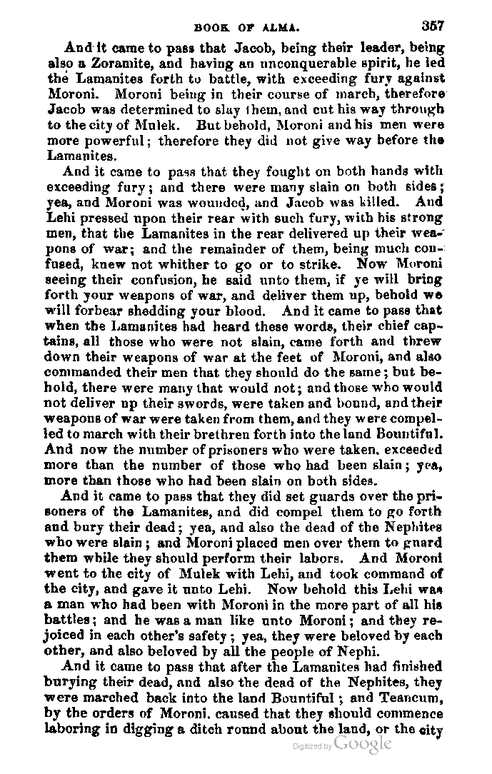 BOOK OF ALMA. 357
And it came to pass that Jacob, being their leader, being
also a Zoramite, and having an unconquerable spirit, he led
the Lamanites forth to battle, with exceeding fury against
Moroni. Moroni being in their course of march, therefore
Jacob was determined to slay them, and cut his way through
to the city of Mulek. But behold, Moroni and his men were
more powerful; therefore they did not give way before the
Lamanites.
And it came to pass that they fought on both hands with
exceeding fury; and there were many slain on both sides;
yea, and Moroni was wounded, and Jacob was killed. And
Lehi pressed upon their rear with such fury, with his strong
men, that the Lamanites in the rear delivered up their wea-
pons of war; and the remainder of them, being much con-
fused, knew not whither to go or to strike. Now Moroni
seeing their confusion, he said unto them, if ye will bring
forth your weapons of war, and deliver them up, behold we
will forbear shedding your blood. And it came to pass that
when the Lamanites had heard these words, their chief cap-
tains, all those who were not slain, came forth and threw
down their weapons of war at the feet of Moroni, and also
commanded their men that they should do the same; but be-
hold, there were many that would not; and those who would
not deliver up their swords, were taken and bound, and their
weapons of war were taken from them, and they were compel-
led to march with their brethren forth into the land Bountiful.
And now the number of prisoners who were taken. exceeded
more than the number of those who had been slain; yea,
more than those who had been slain on both sides.
And it came to pass that they did set guards over the pri-
soners of the Lamanites, and did compel them to go forth
and bury their dead; yea, and also the dead of the Nephites
who were slain; and Moroni placed men over them to guard
them while they should perform their labors. And Moroni
went to the city of Mulek with Lehi, and took command of
the city, and gave it unto Lehi. Now behold this Lehi was
a man who had been with Moroni in the more part of all his
battles; and he was a man like unto Moroni; and they re-
joiced in each other's safety; yea, they were beloved by each
other, and also beloved by all the people of Nephi.
And it came to pass that after the Lamanites had finished
burying their dead, and also the dead of the Nephites, they
were marched back into the land Bountiful; and Teancum,
by the orders of Moroni. caused that they should commence
laboring in digging a ditch round about the land, or the city
Digitized by Google